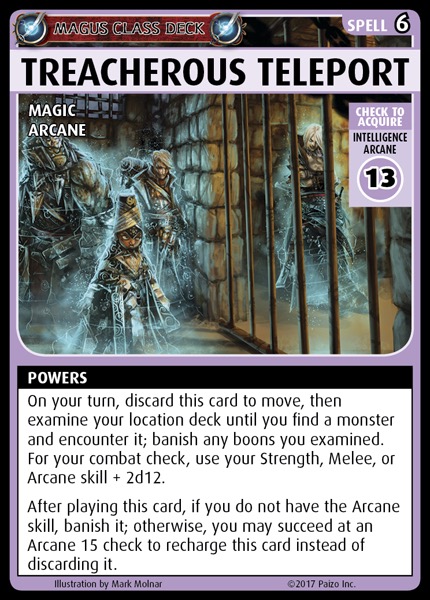 MAGUS CLASS DECK
SPELL 6
TREACHEROUS TELEPORT
MAGIC
ARCANE
CHECK TO
ACQUIRE
INTELLIGENCE
ARCANE
13
POWERS
On your turn, discard this card to move, then
examine your location deck until you find a monster
and encounter it; banish any boons you examined.
For your combat check, use your Strength, Melee, or
Arcane skill + 2d12.
After playing this card, if you do not have the Arcane
skill, banish it; otherwise, you may succeed at an
Arcane 15 check to recharge this card instead of
discarding it.
Illustration by Mark Molnar
©2017 Paizo Inc.